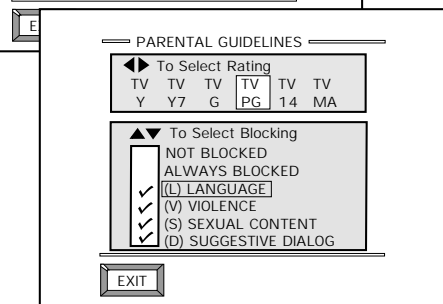 E
PARENTAL GUIDELINES
To Select Rating
TV TV TV TV TV TV
Y Y7 G PG 14 MA
To Select Blocking
NOT BLOCKED
ALWAYS BLOCKED
(L) LANGUAGE
(V) VIOLENCE
(S) SEXUAL CONTENT
(D) SUGGESTIVE DIALOG
EXIT